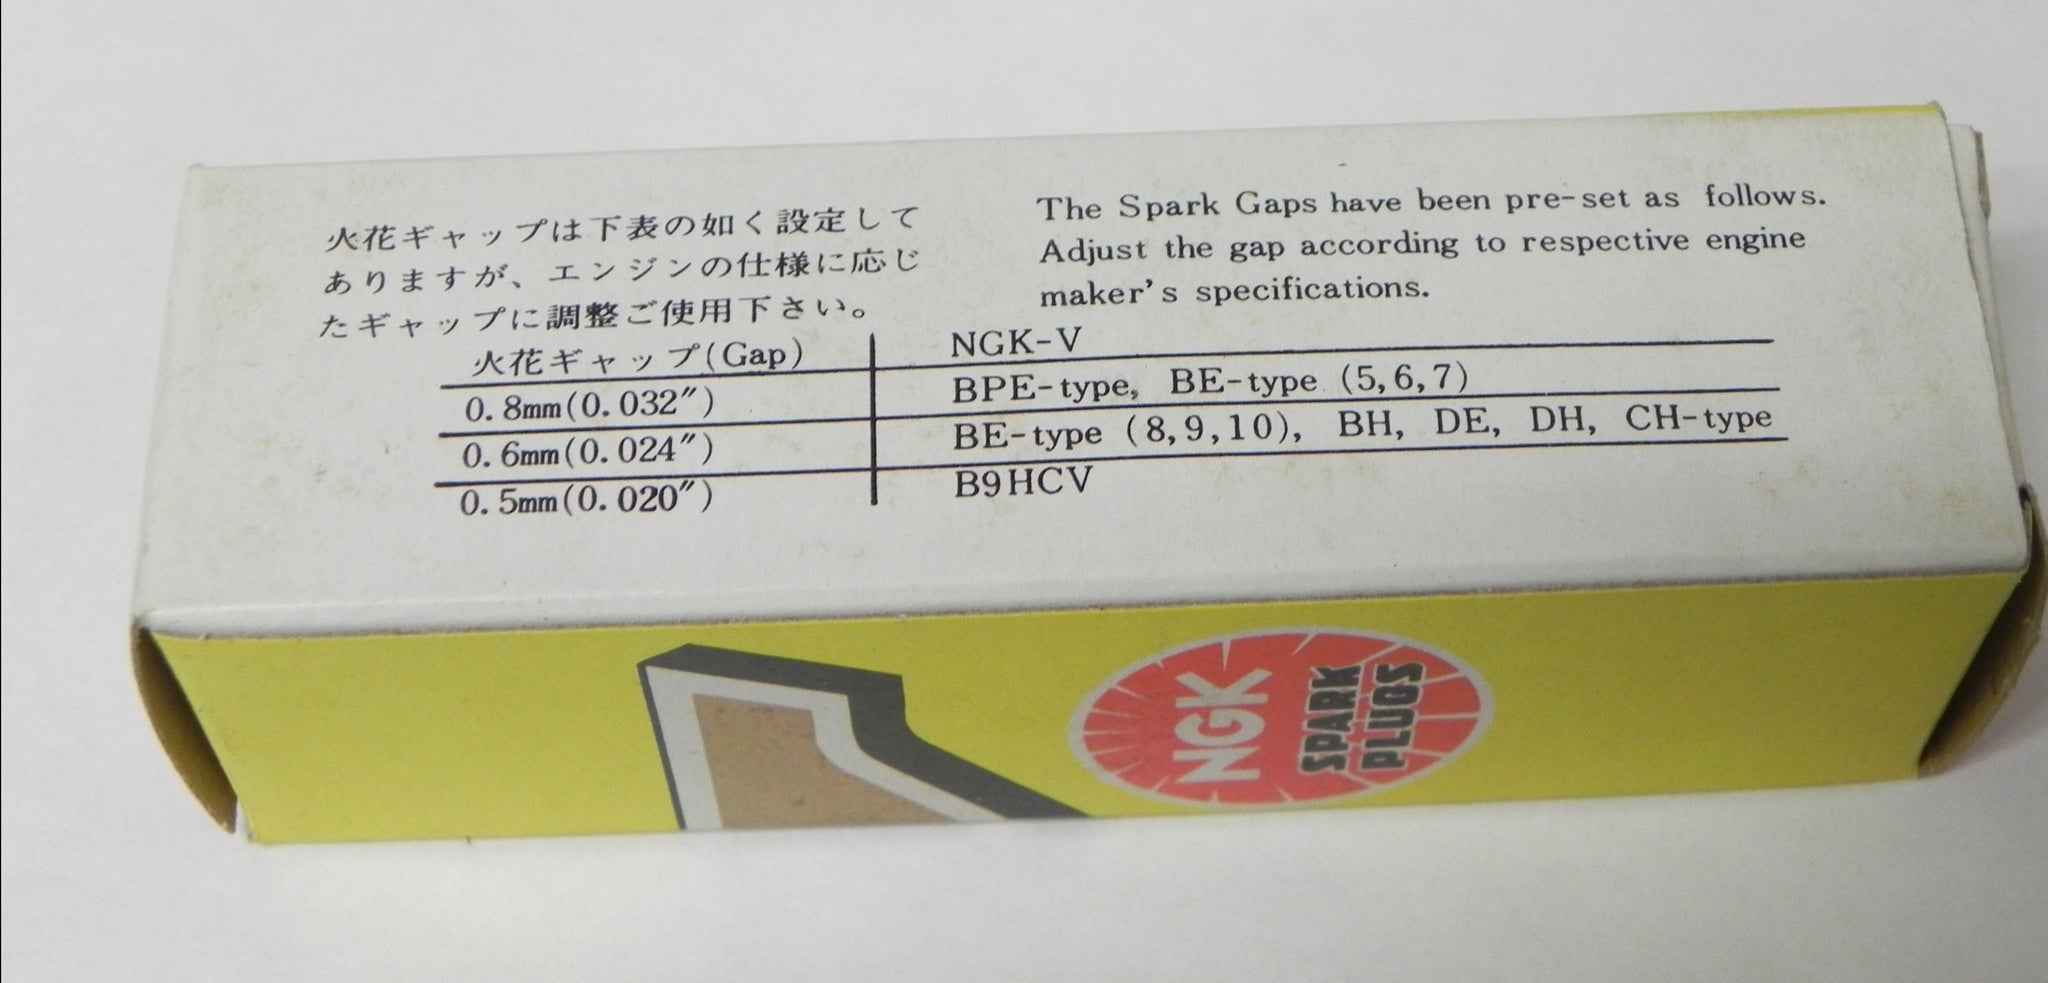 火花ギャップは下表の如く設定して
ありますが、エンジンの仕様に応じ
たギャップに調整ご使用下さい。
The Spark Gaps have been pre-set as follows.
Adjust the gap according to respective engine
maker's specifications.
火花ギャップ(Gap) NGK-V
0.8mm(0.032″) BPE-type, BE-type (5,6,7)
0.6mm(0.024″) BE-type (8,9,10), BH, DE, DH, CH-type
0.5mm(0.020″) B9HCV
NGK
SPARK
PLUGS